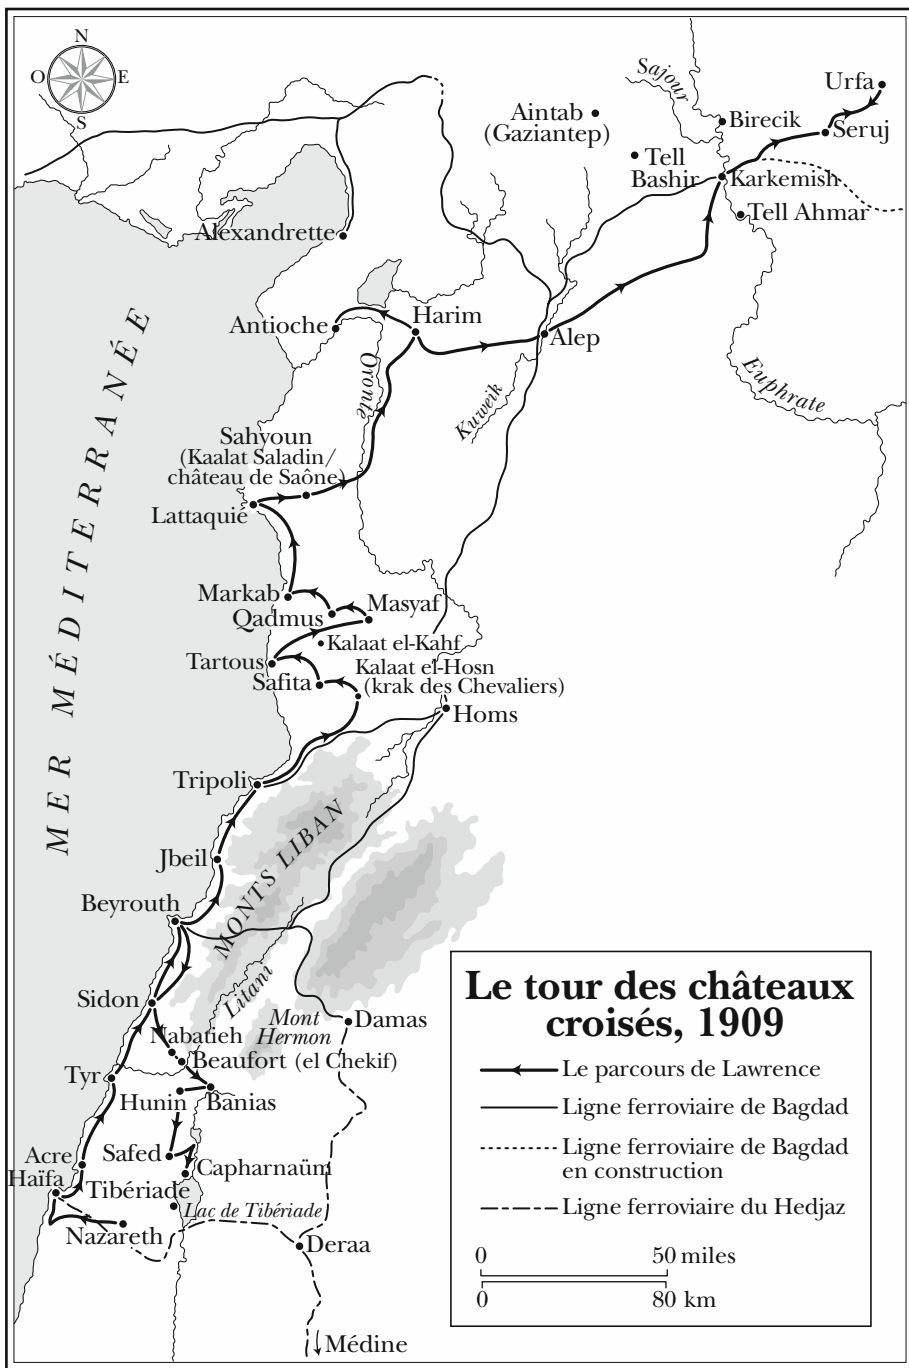 N
O
E
S
Sajour
Urfa
Aintab
(Gaziantep)
Birecik
Seruj
Tell
Bashir
Karkemish
Tell Ahmar
Alexandrette
MER MÉDITERRANÉE
Antioche
Harim
Alep
Oronte
Kuweik
Euphrate
Sahyoun
(Kaalat Saladin/
château de Saône)
Lattaquié
Markab
Qadmus
Masyaf
Kalaat el-Kahf
Tartous
Kalaat el-Hosn
(krak des Chevaliers)
Safita
Homs
Tripoli
MONTS LIBAN
Jbeil
Beyrouth
Litani
Sidon
Mont
Hermon
Damas
Nabatieh
Beaufort (el Chekif)
Tyr
Hunin
Banias
Acre
Safed
Haïfa
Capharnaüm
Tibériade
Lac de Tibériade
Nazareth
Deraa
Médine
Le tour des châteaux
croisés, 1909
Le parcours de Lawrence
Ligne ferroviaire de Bagdad
Ligne ferroviaire de Bagdad
en construction
Ligne ferroviaire du Hedjaz
0 50 miles
0 80 km